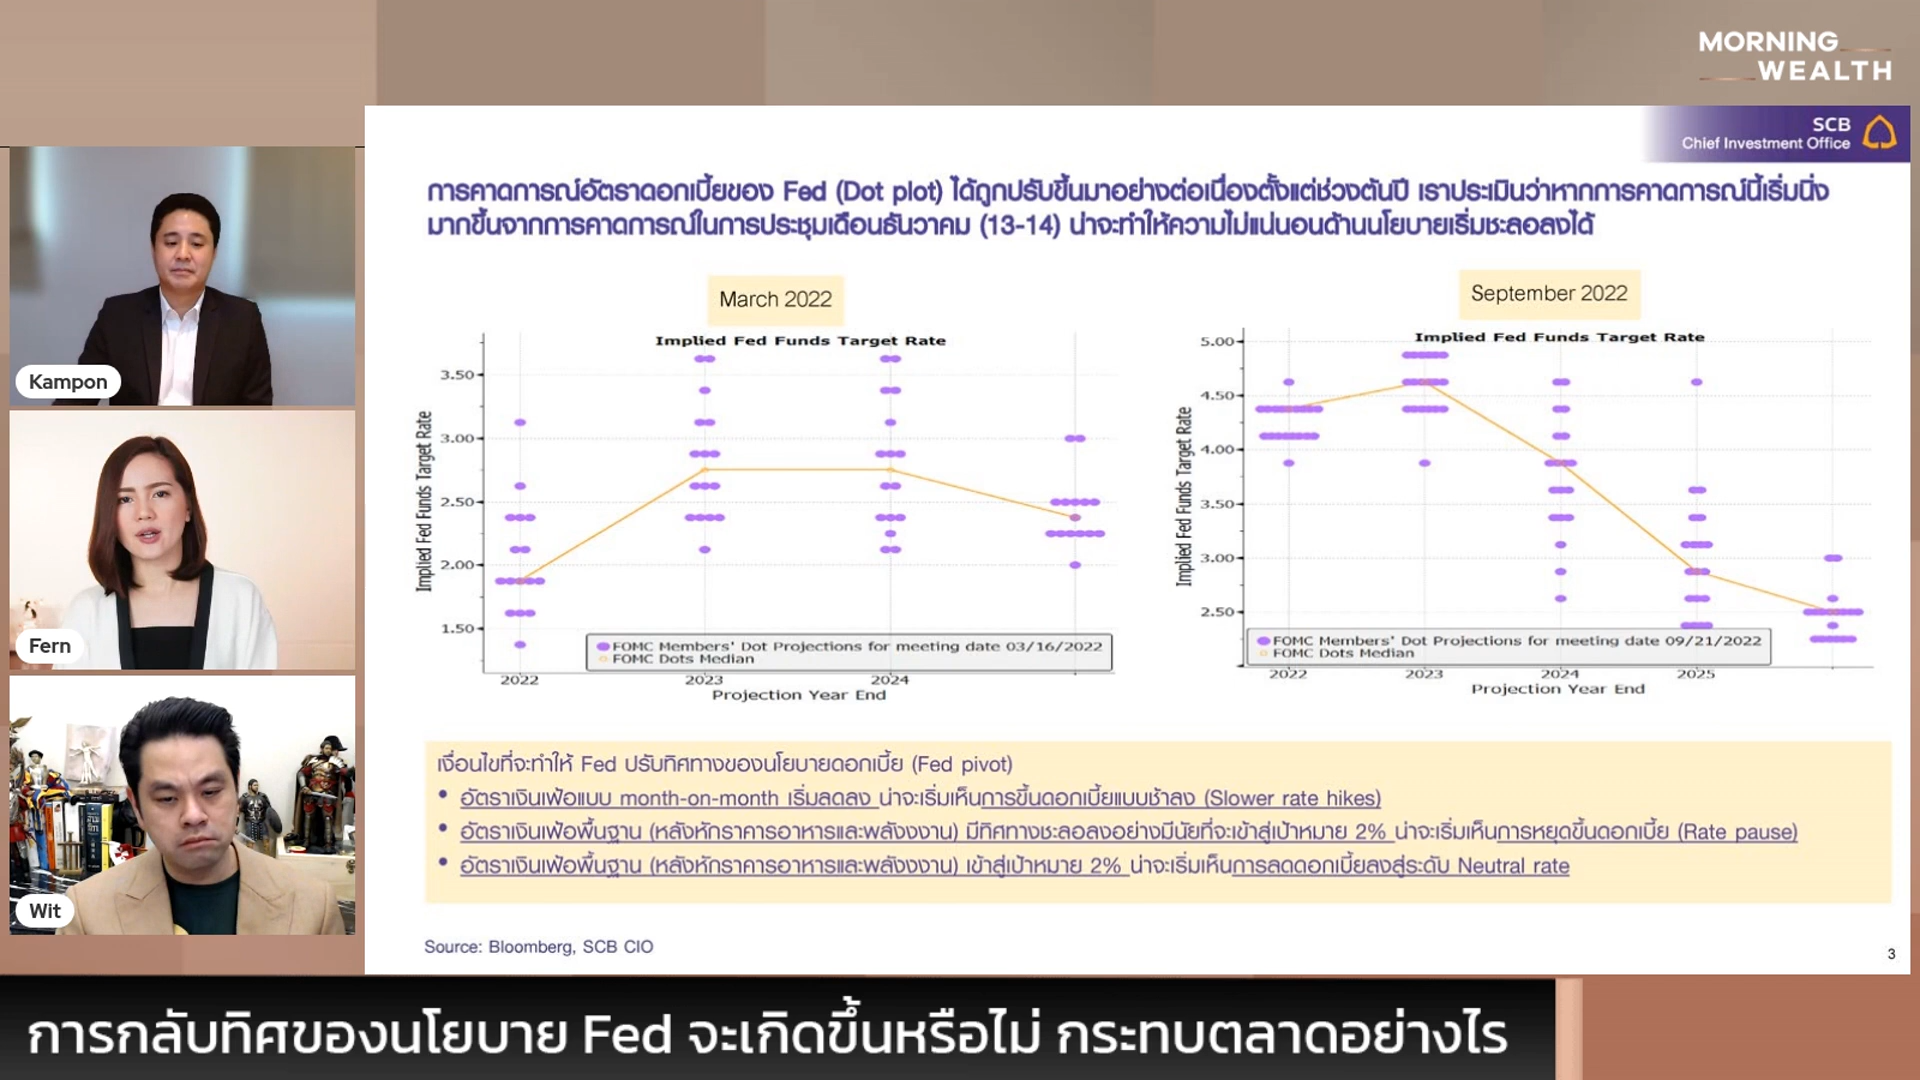 MORNING
WEALTH
SCB
Chief Investment Office
การคาดการณ์อัตราดอกเบี้ยของ Fed (Dot plot) ได้ถูกปรับขึ้นมาอย่างต่อเนื่องตั้งแต่ช่วงต้นปี เราประเมินว่าหากการคาดการณ์นี้เริ่มนิ่ง
มากขึ้นจากการคาดการณ์ในการประชุมเดือนธันวาคม (13-14) น่าจะทำให้ความไม่แน่นอนด้านนโยบายเริ่มชะลอลงได้
March 2022
Implied Fed Funds Target Rate
3.50
3.00
2.50
2.00
1.50
Implied Fed Funds Target Rate
FOMC Members' Dot Projections for meeting date 03/16/2022
FOMC Dots Median
2022 2023 2024
Projection Year End
September 2022
Implied Fed Funds Target Rate
5.00
4.50
4.00
3.50
3.00
2.50
Implied Fed Funds Target Rate
FOMC Members' Dot Projections for meeting date 09/21/2022
FOMC Dots Median
2022 2023 2024 2025
Projection Year End
เงื่อนไขที่จะทำให้ Fed ปรับทิศทางของนโยบายดอกเบี้ย (Fed pivot)
• อัตราเงินเฟ้อแบบ month-on-month เริ่มลดลง น่าจะเริ่มเห็นการขึ้นดอกเบี้ยแบบช้าลง (Slower rate hikes)
• อัตราเงินเฟ้อพื้นฐาน (หลังหักราคารอาหารและพลังงงาน) มีทิศทางชะลอลงอย่างมีนัยที่จะเข้าสู่เป้าหมาย 2% น่าจะเริ่มเห็นการหยุดขึ้นดอกเบี้ย (Rate pause)
• อัตราเงินเฟ้อพื้นฐาน (หลังหักราคารอาหารและพลังงงาน) เข้าสู่เป้าหมาย 2% น่าจะเริ่มเห็นการลดดอกเบี้ยลงสู่ระดับ Neutral rate
Source: Bloomberg, SCB CIO
3
Kampon
Fern
Wit
การกลับทิศของนโยบาย Fed จะเกิดขึ้นหรือไม่ กระทบตลาดอย่างไร